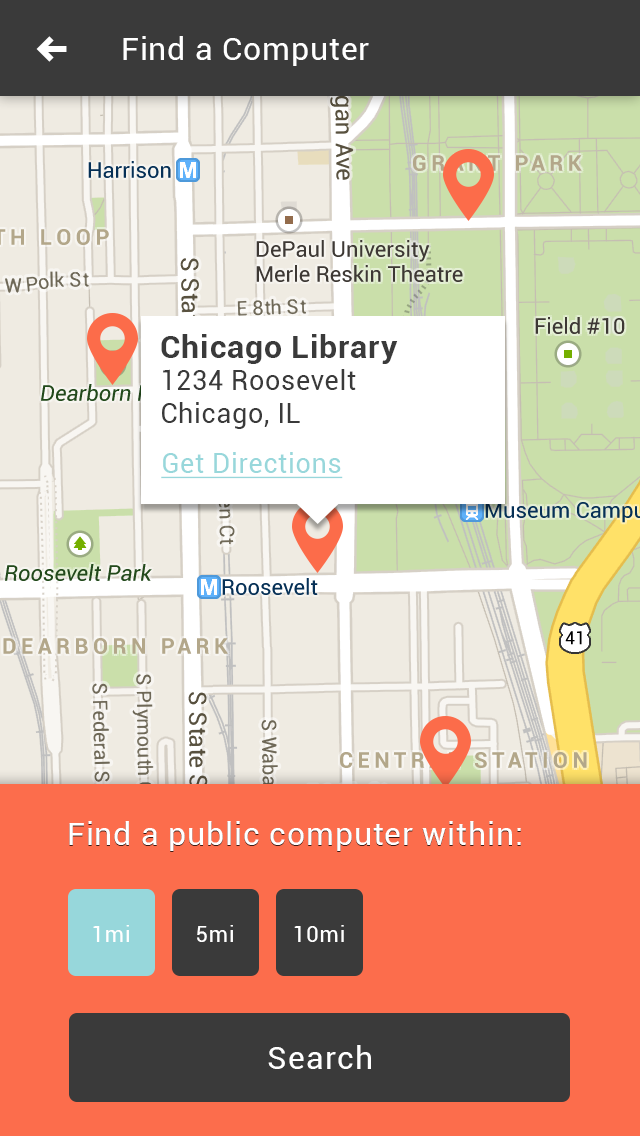 Find a Computer
gan Ave
Harrison M
GRANT PARK
TH LOOP
DePaul University
Merle Reskin Theatre
W Polk St
S Sta
E 8th St
Field #10
Chicago Library
1234 Roosevelt
Chicago, IL
Get Directions
Dearborn
en Ct
Museum Campu
Roosevelt Park
M Roosevelt
41
DEARBORN PARK
S Federal S
S Plymouth
S State S
S Waba
CENTR STATION
Find a public computer within:
1mi
5mi
10mi
Search